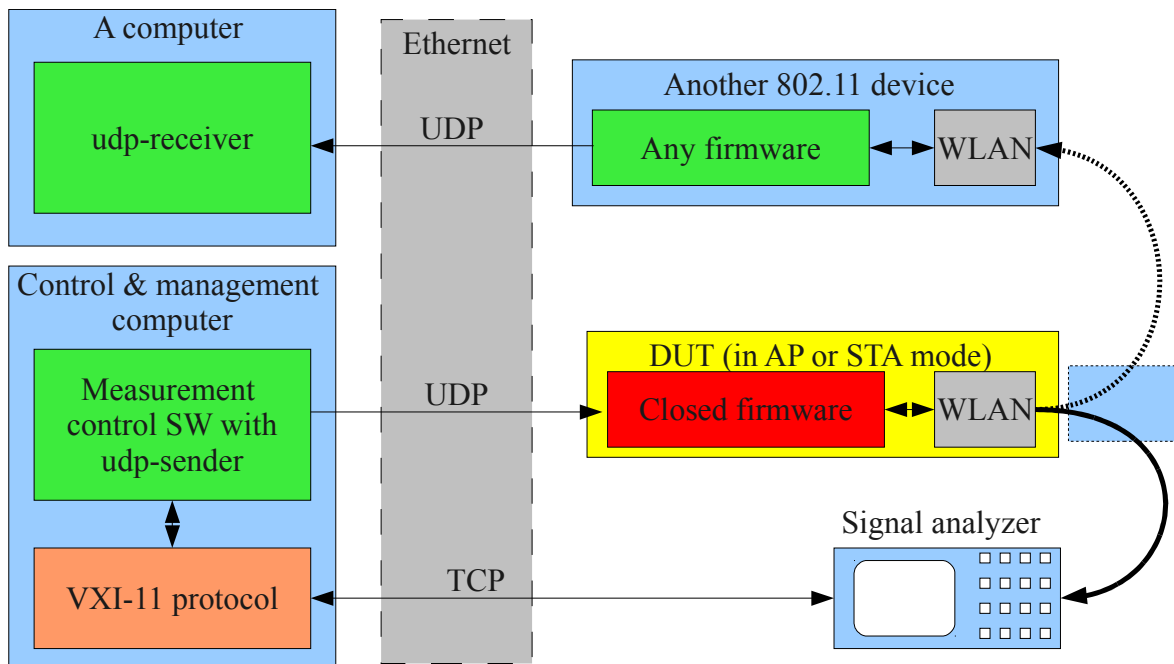 A computer
udp-receiver
Ethernet
UDP
Another 802.11 device
Any firmware
WLAN
Control & management
computer
Measurement
control SW with
udp-sender
UDP
DUT (in AP or STA mode)
Closed firmware
WLAN
VXI-11 protocol
TCP
Signal analyzer